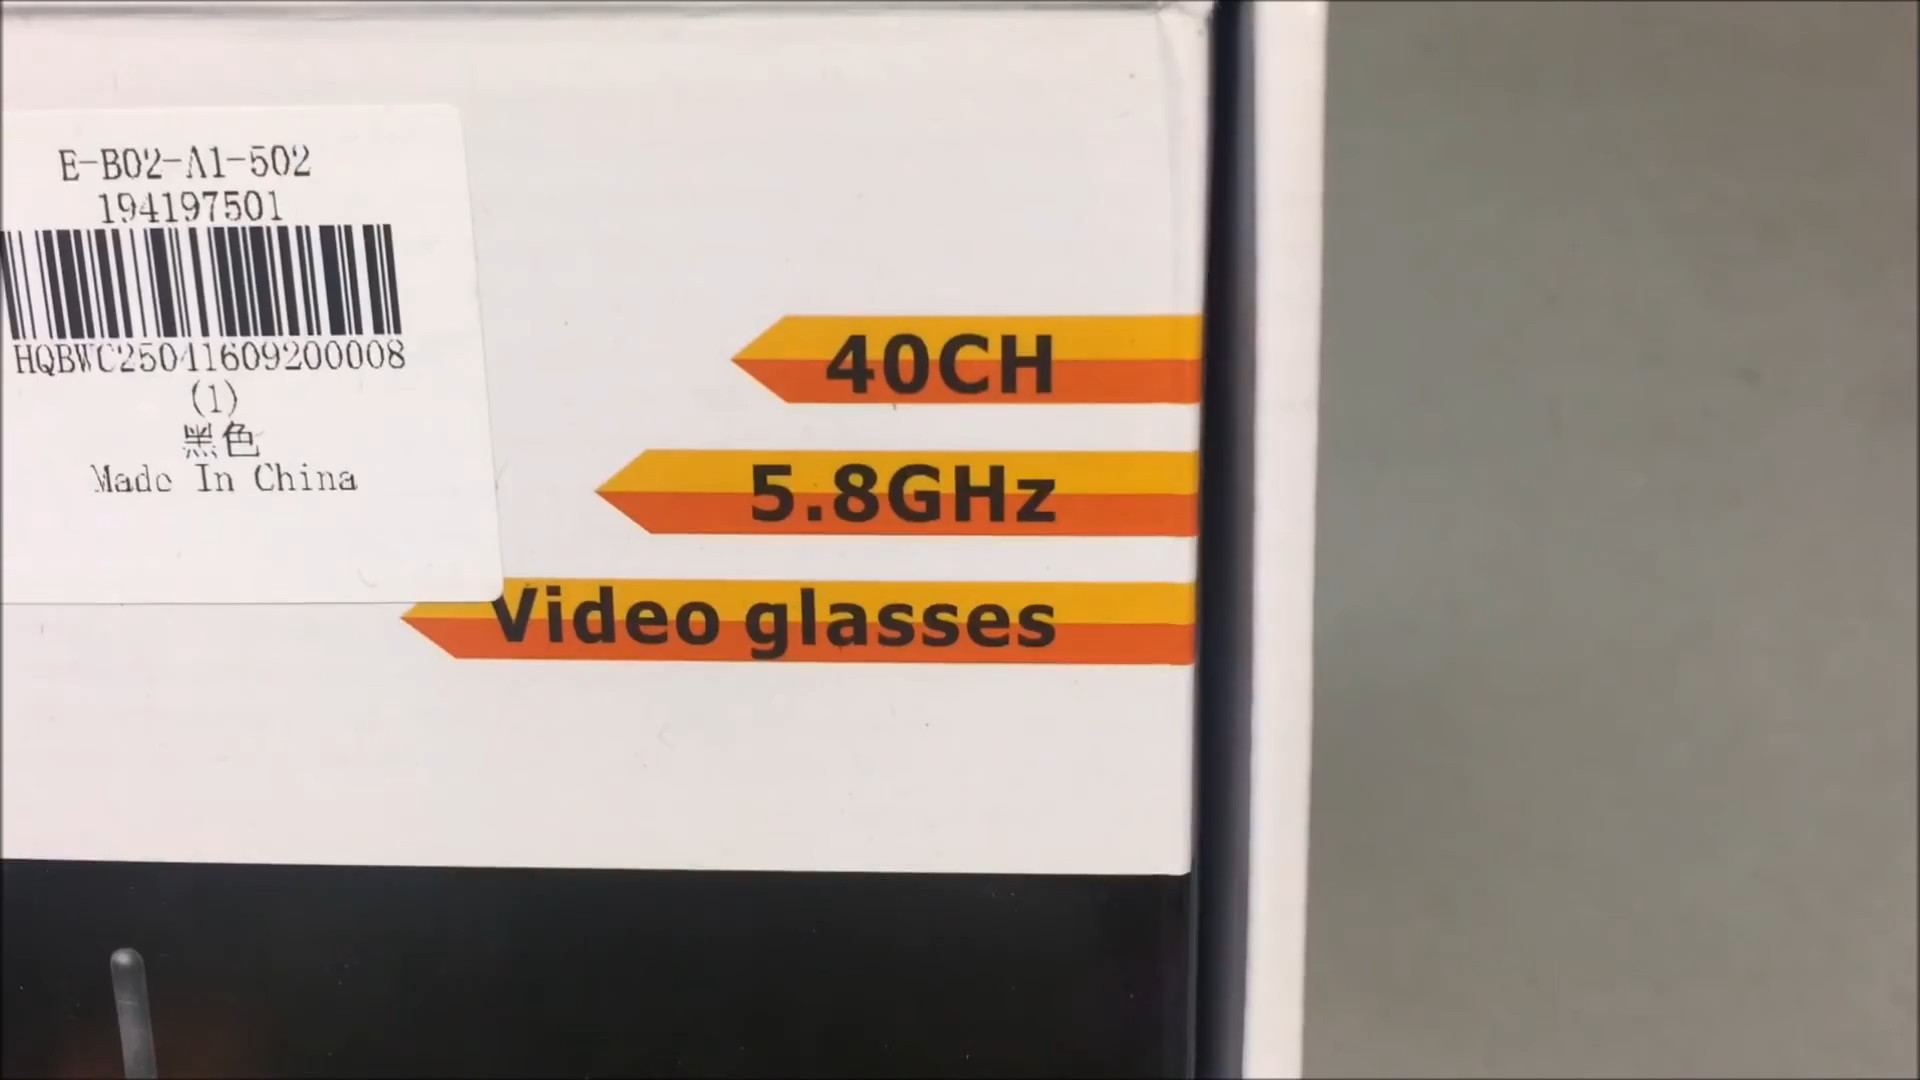 E-B02-A1-502
194197501
HQBWC25041609200008
(1)
黑色
Made In China
40CH
5.8GHz
Video glasses